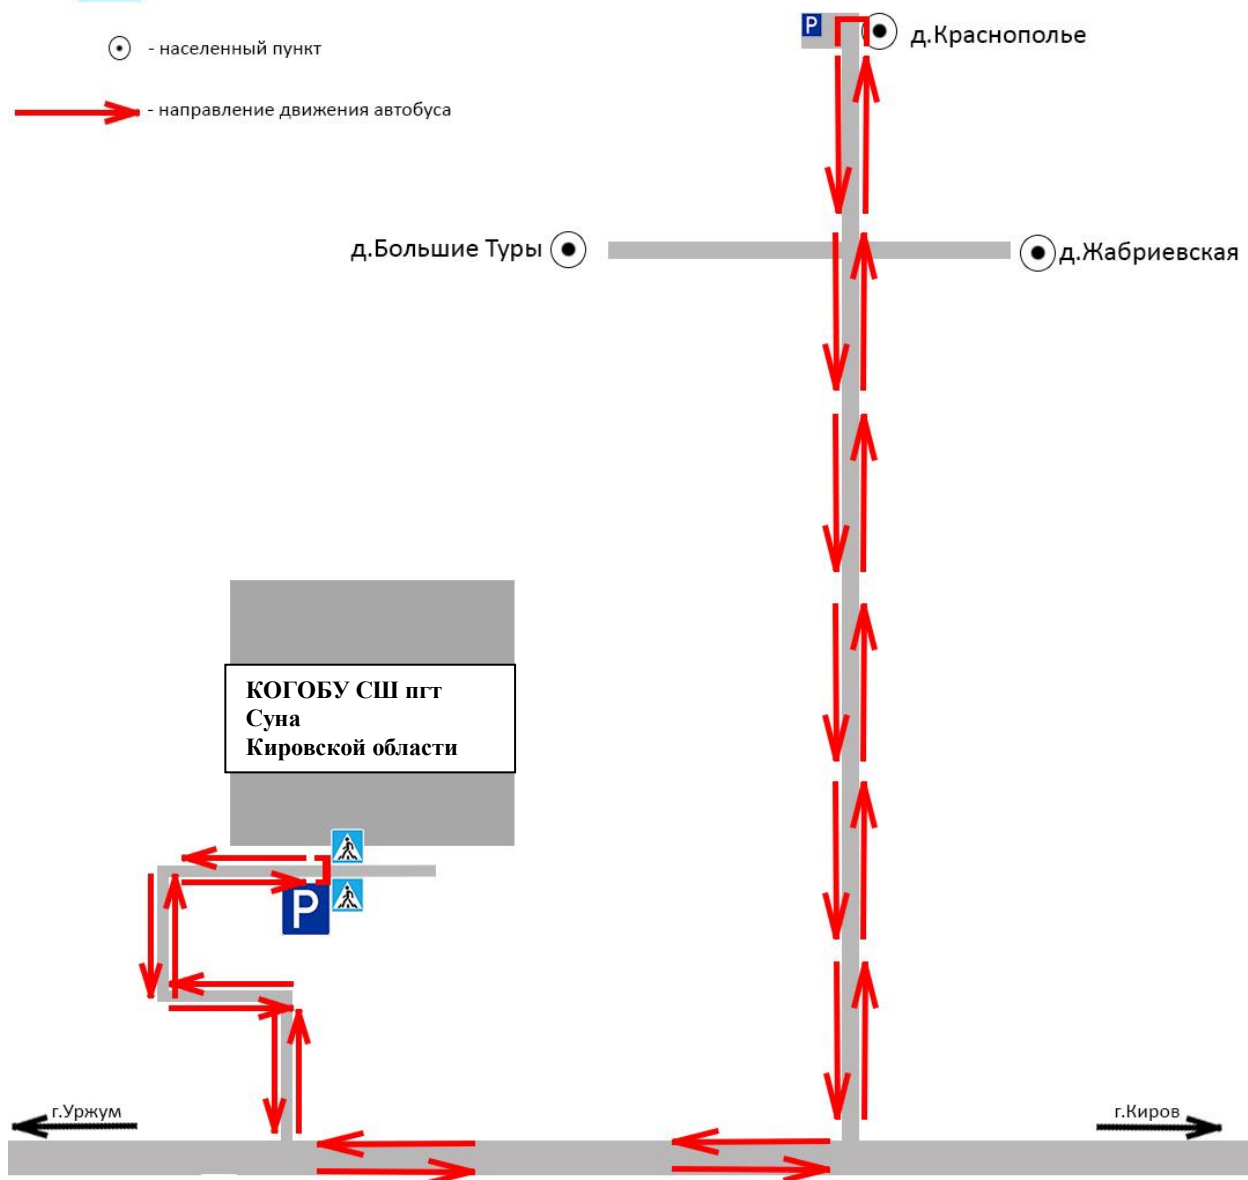 P
д.Краснополье
- населенный пункт
- направление движения автобуса
д.Большие Туры
д.Жабриевская
КОГОБУ СШ пгт
Суна
Кировской области
P
г.Уржум
г.Киров